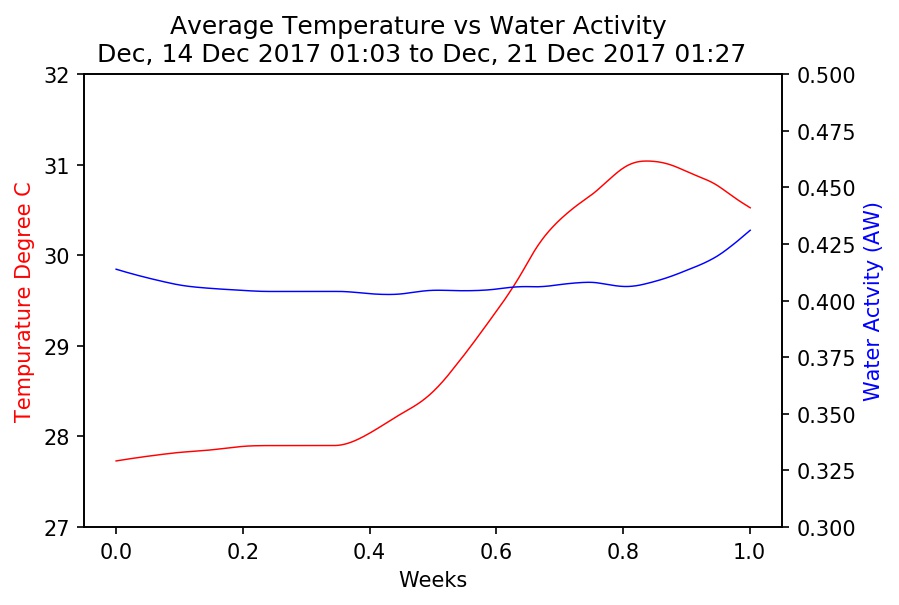 Average Temperature vs Water Activity
Dec, 14 Dec 2017 01:03 to Dec, 21 Dec 2017 01:27
Tempurature Degree C
32
31
30
29
28
27
0.500
0.475
0.450
0.425
0.400
0.375
0.350
0.325
0.300
Water Actvity (AW)
0.0 0.2 0.4 0.6 0.8 1.0
Weeks